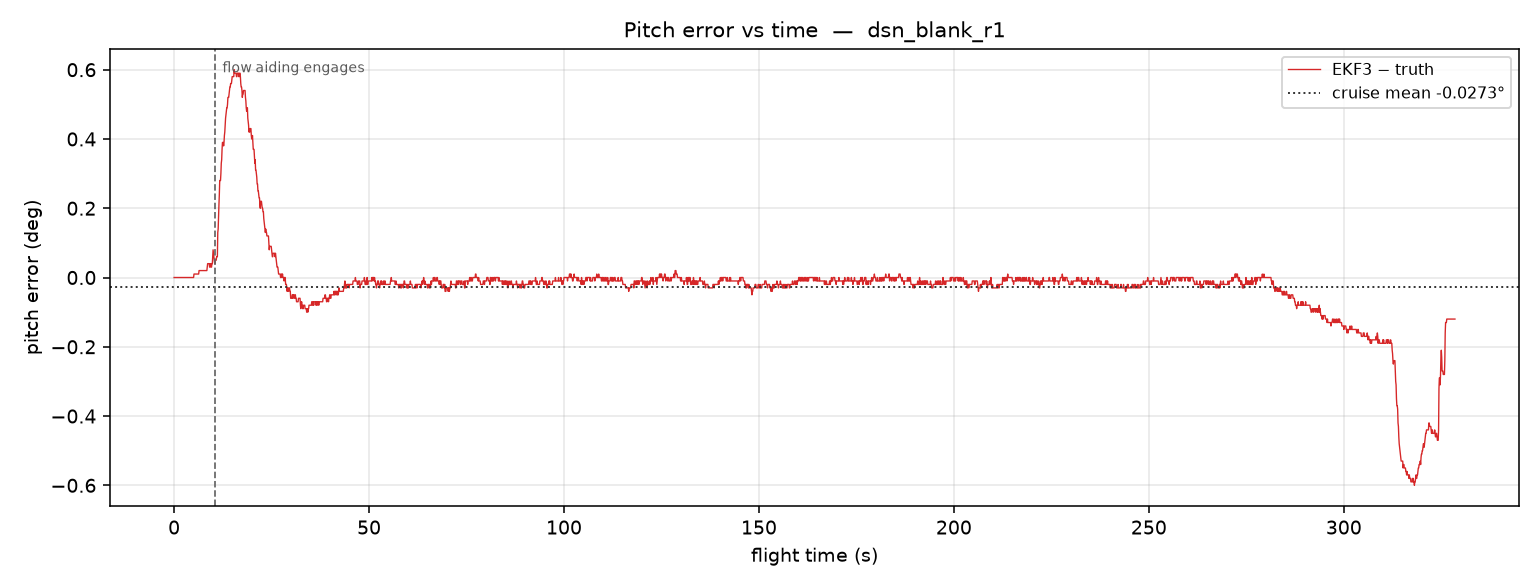 Pitch error vs time — dsn_blank_r1
flow aiding engages
EKF3 − truth
cruise mean -0.0273°
pitch error (deg)
0.6
0.4
0.2
0.0
−0.2
−0.4
−0.6
0 50 100 150 200 250 300
flight time (s)